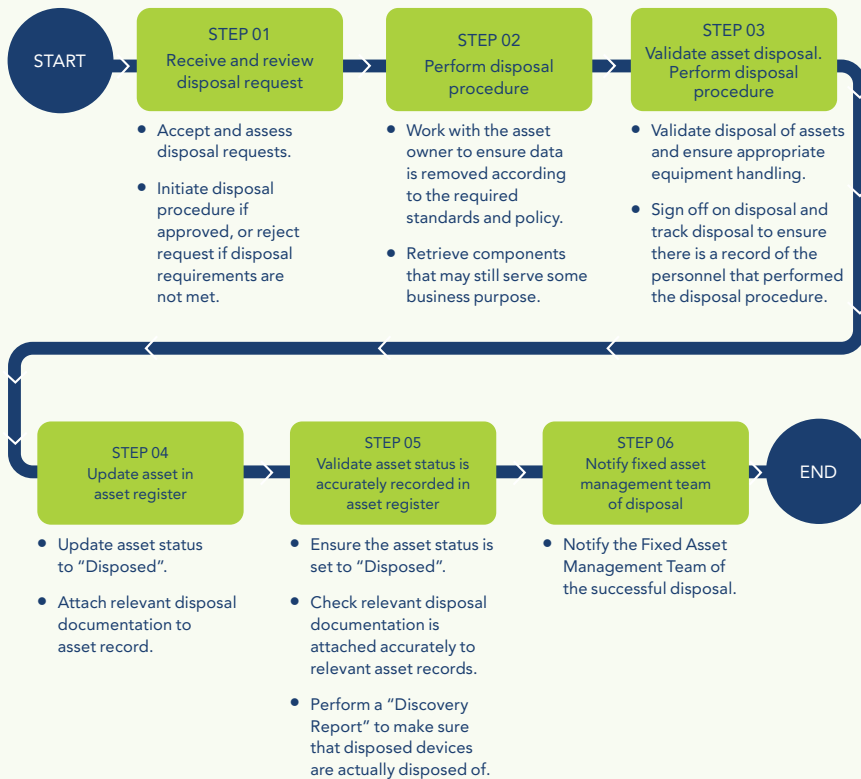 START
STEP 01
Receive and review
disposal request
• Accept and assess
disposal requests.
• Initiate disposal
procedure if
approved, or reject
request if disposal
requirements are
not met.
STEP 02
Perform disposal
procedure
• Work with the asset
owner to ensure data
is removed according
to the required
standards and policy.
• Retrieve components
that may still serve some
business purpose.
STEP 03
Validate asset disposal.
Perform disposal
procedure
• Validate disposal of assets
and ensure appropriate
equipment handling.
• Sign off on disposal and
track disposal to ensure
there is a record of the
personnel that performed
the disposal procedure.
STEP 04
Update asset in
asset register
• Update asset status
to “Disposed”.
• Attach relevant disposal
documentation to
asset record.
STEP 05
Validate asset status is
accurately recorded in
asset register
• Ensure the asset status is
set to “Disposed”.
• Check relevant disposal
documentation is
attached accurately to
relevant asset records.
• Perform a “Discovery
Report” to make sure
that disposed devices
are actually disposed of.
STEP 06
Notify fixed asset
management team
of disposal
• Notify the Fixed Asset
Management Team of
the successful disposal.
END